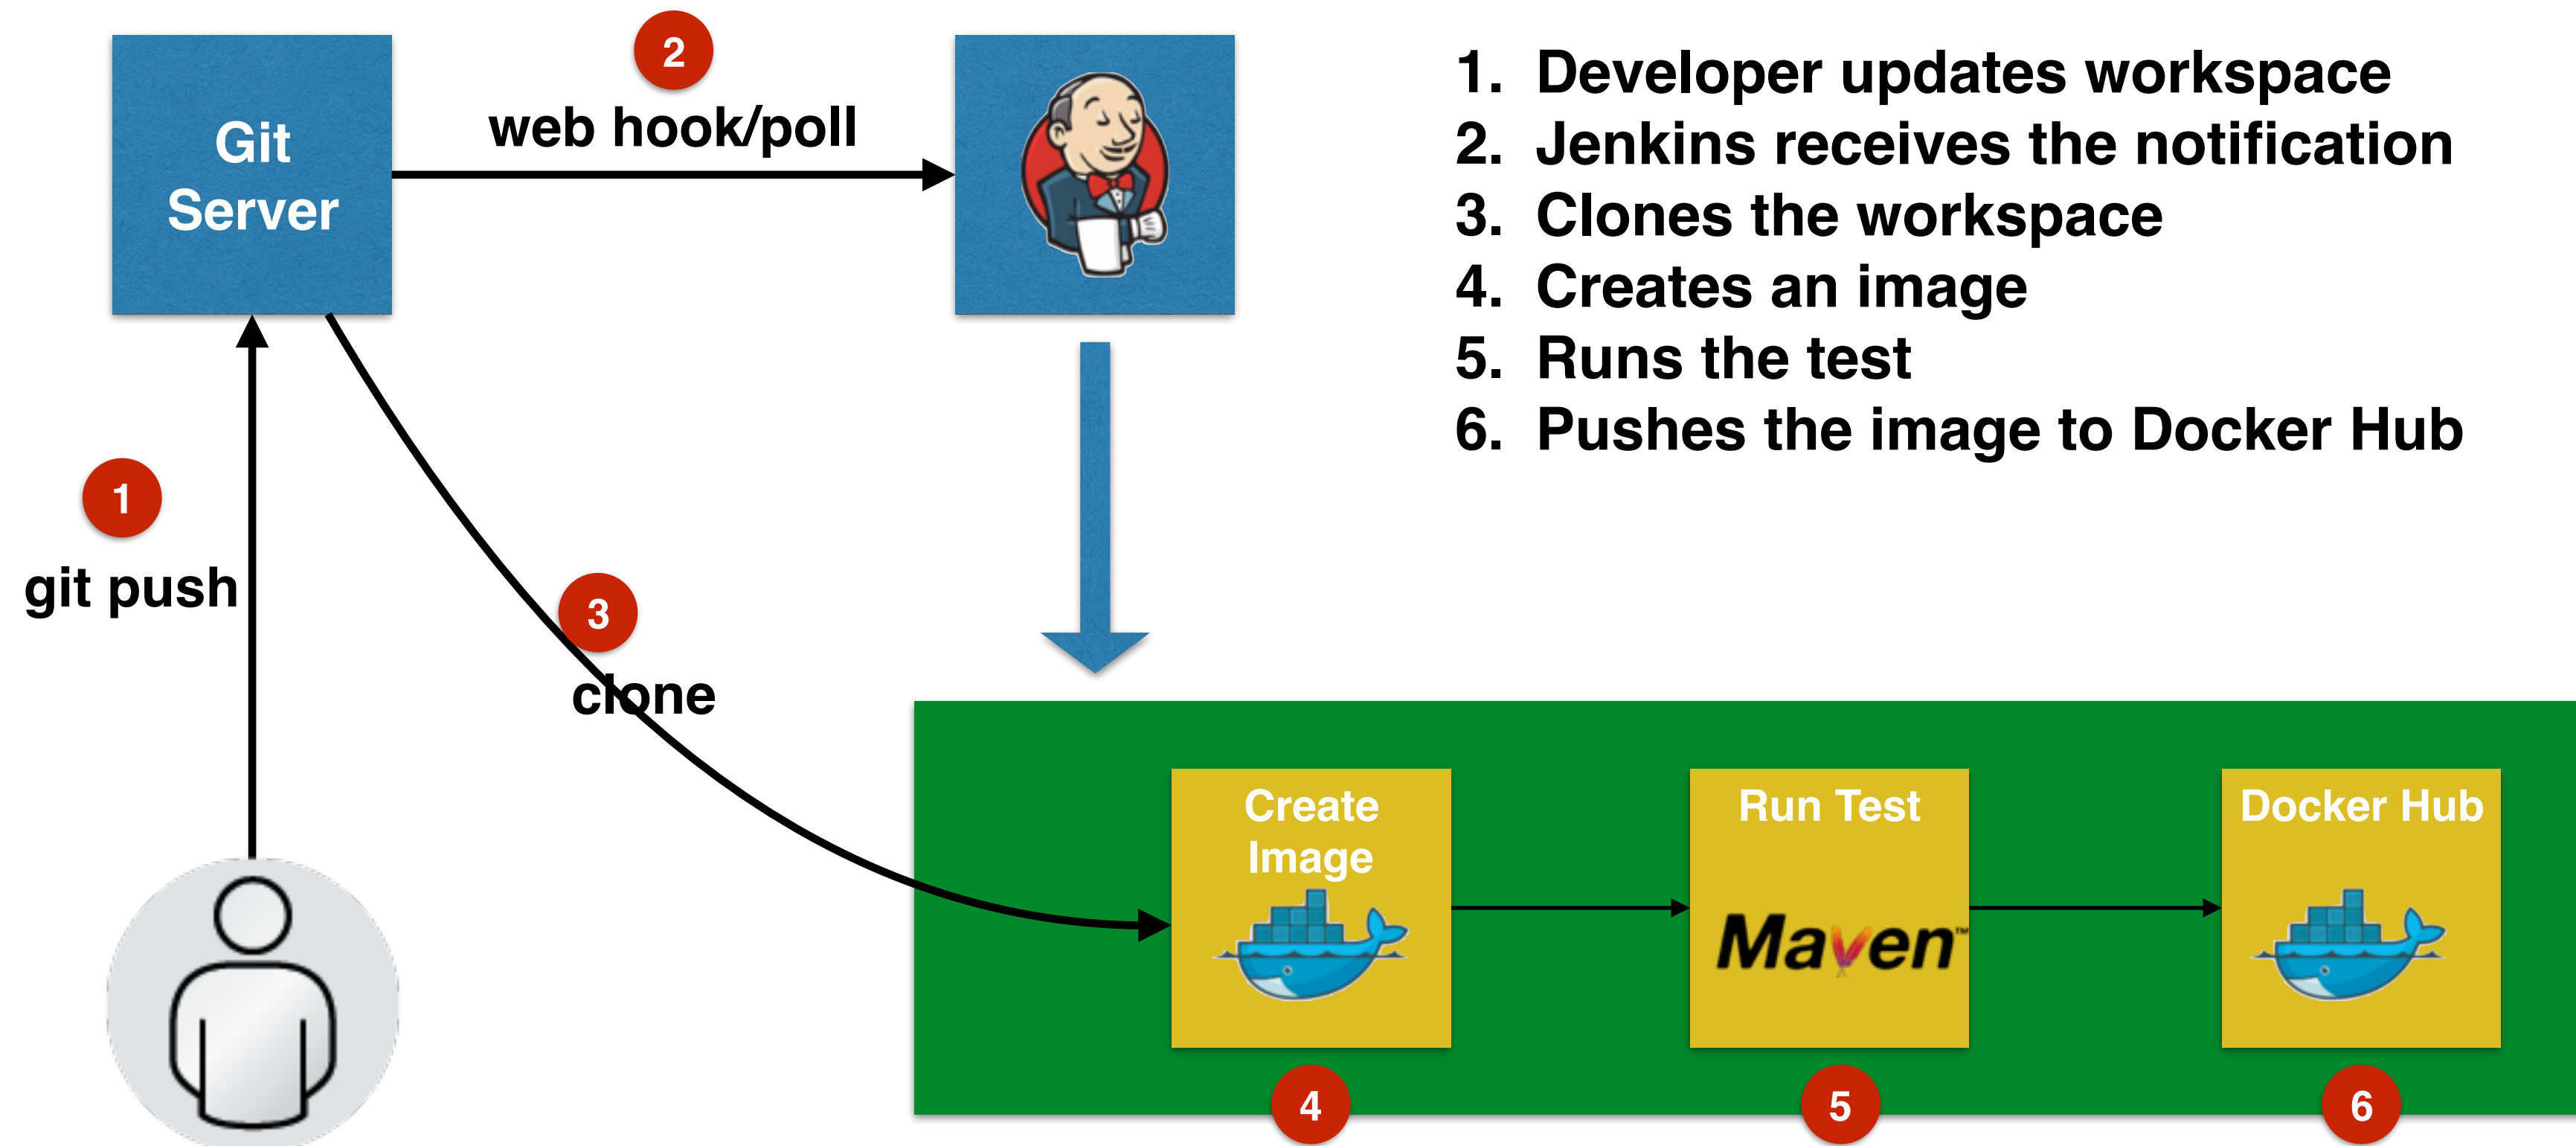 2
web hook/poll
Git
Server
1. Developer updates workspace
2. Jenkins receives the notification
3. Clones the workspace
4. Creates an image
5. Runs the test
6. Pushes the image to Docker Hub
1
git push
3
clone
Create
Image
Run Test
Maven™
Docker Hub
4
5
6